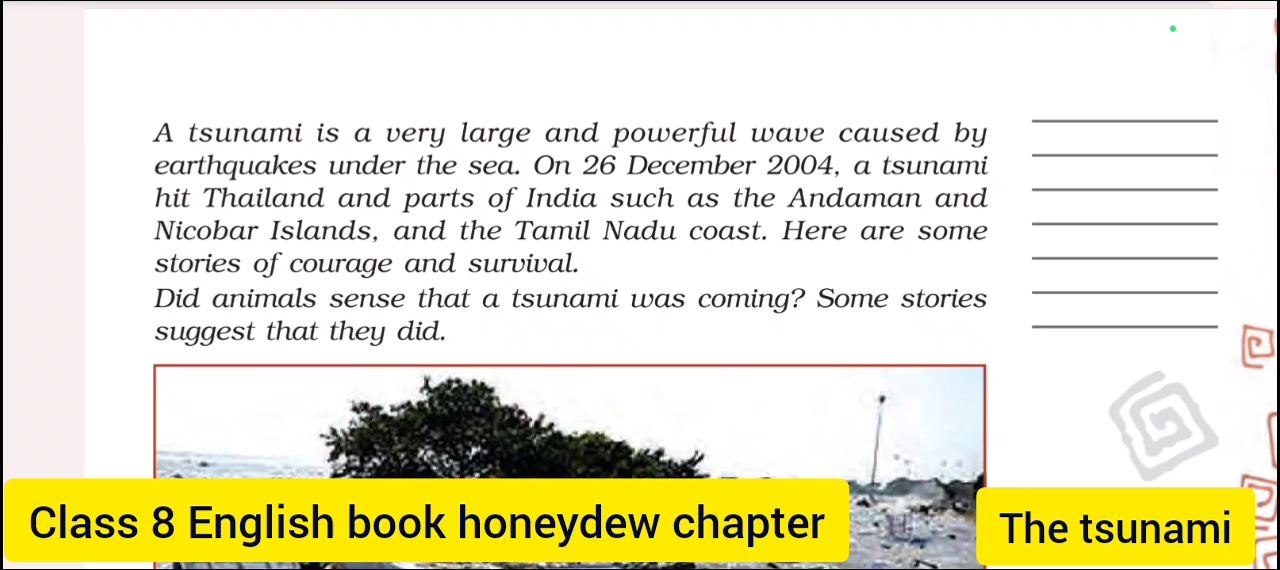 A tsunami is a very large and powerful wave caused by
earthquakes under the sea. On 26 December 2004, a tsunami
hit Thailand and parts of India such as the Andaman and
Nicobar Islands, and the Tamil Nadu coast. Here are some
stories of courage and survival.
Did animals sense that a tsunami was coming? Some stories
suggest that they did.
Class 8 English book honeydew chapter
The tsunami